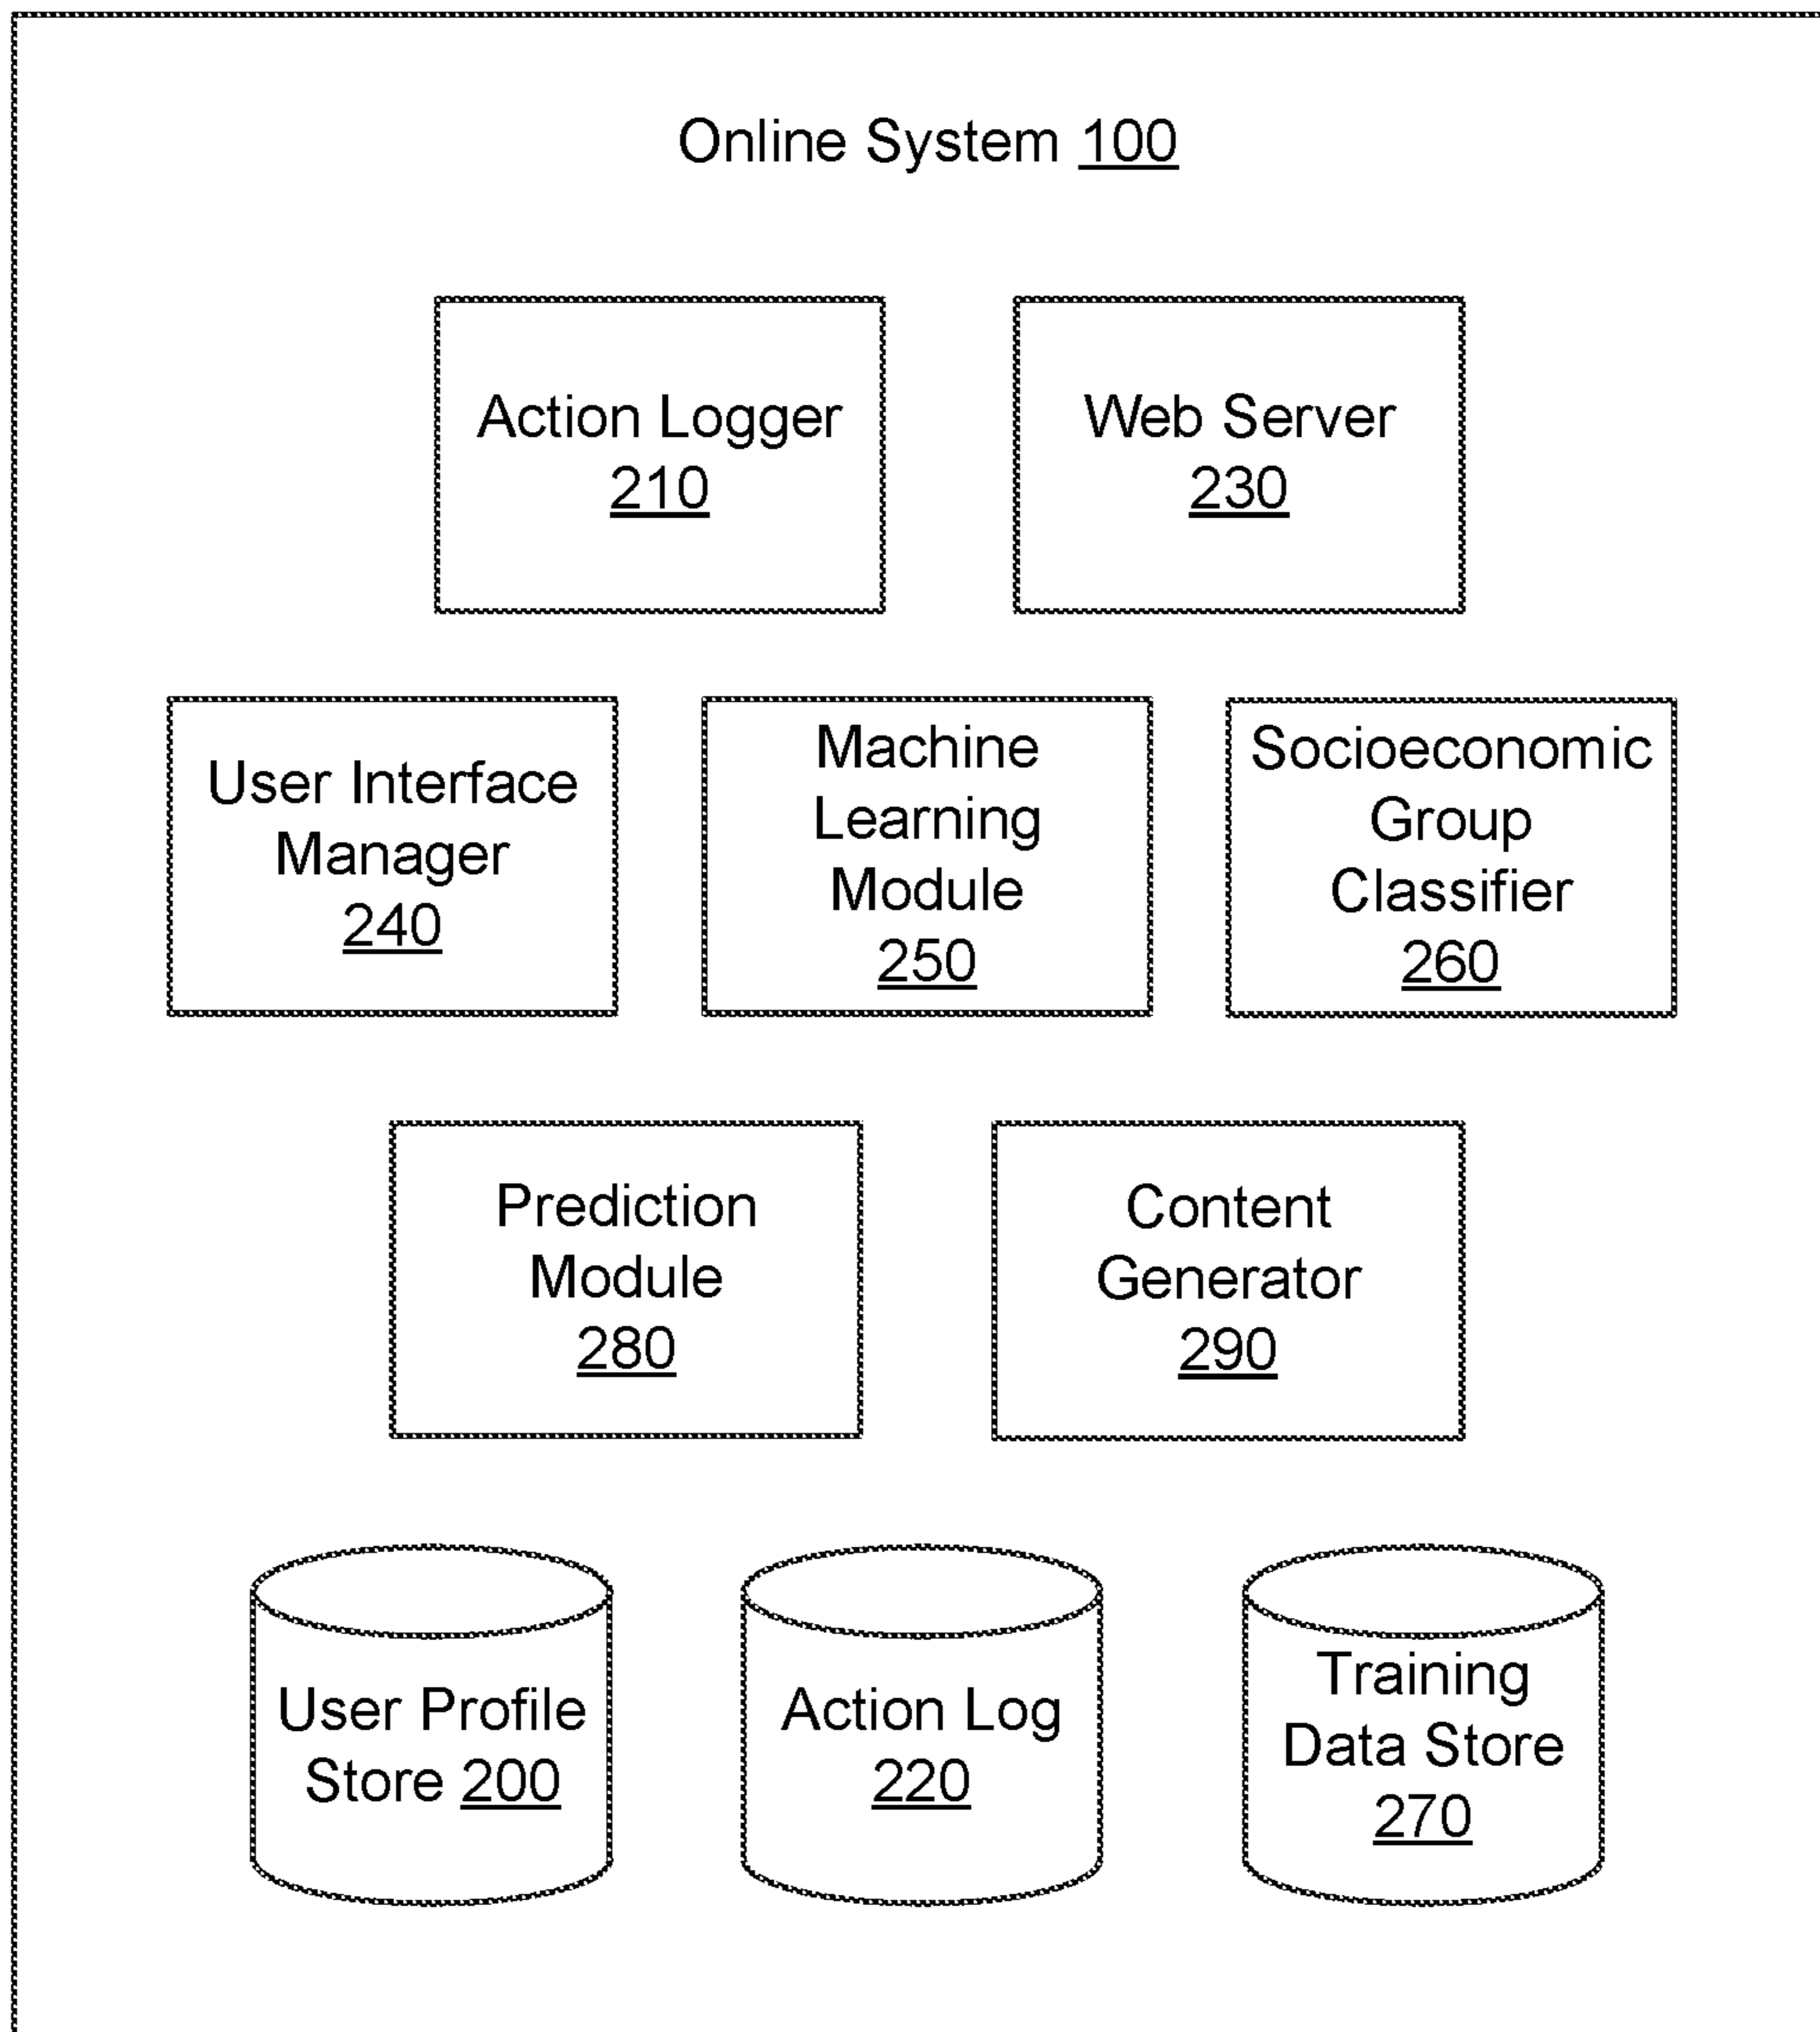 Online System 100
Action Logger
210
Web Server
230
User Interface
Manager
240
Machine
Learning
Module
250
Socioeconomic
Group
Classifier
260
Prediction
Module
280
Content
Generator
290
User Profile
Store 200
Action Log
220
Training
Data Store
270